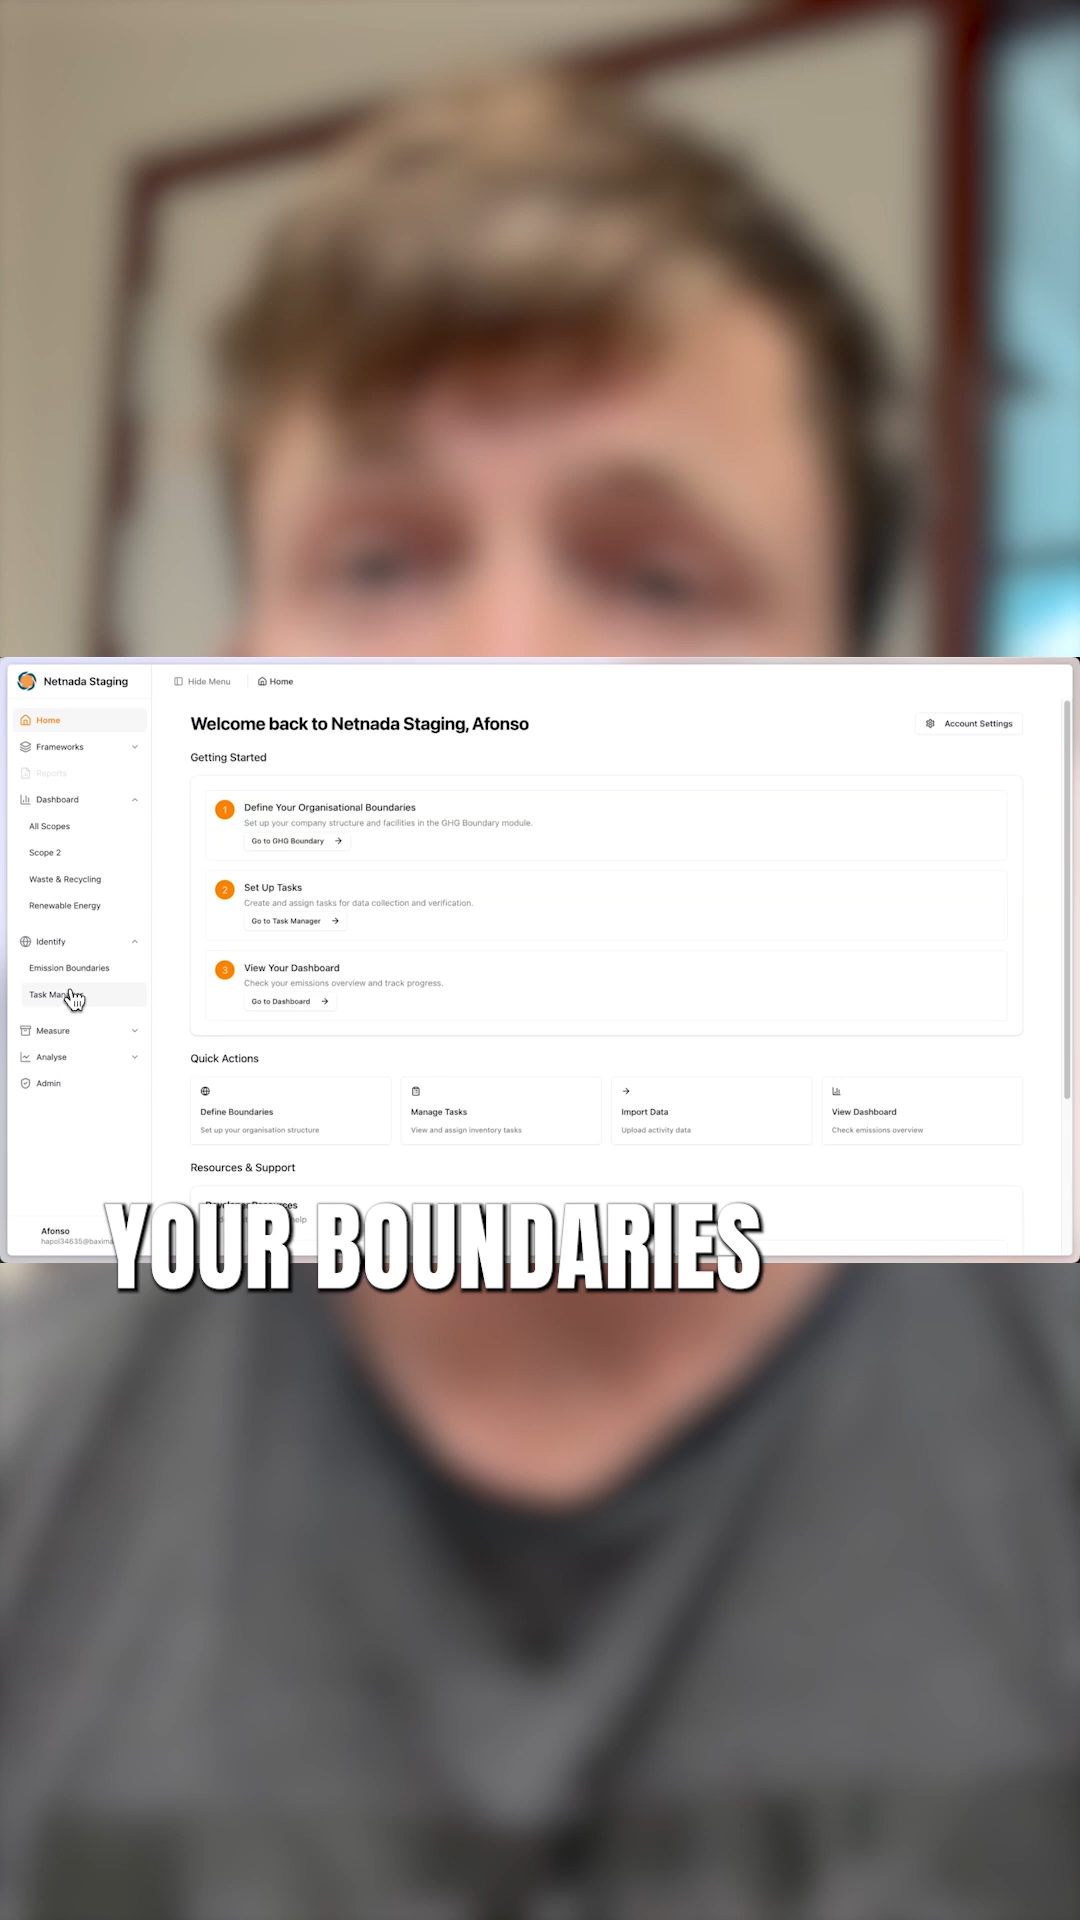 Netnada Staging
Hide Menu
Home
Home
Frameworks
Reports
Dashboard
All Scopes
Scope 2
Waste & Recycling
Renewable Energy
Identify
Emission Boundaries
Task
Measure
Analyse
Admin
Afonso
Welcome back to Netnada Staging, Afonso
Account Settings
Getting Started
1
Define Your Organisational Boundaries
Set up your company structure and facilities in the GHG Boundary module.
Go to GHG Boundary →
2
Set Up Tasks
Create and assign tasks for data collection and verification.
Go to Task Manager →
3
View Your Dashboard
Check your emissions overview and track progress.
Go to Dashboard →
Quick Actions
Define Boundaries
Set up your organisation structure
Manage Tasks
View and assign inventory tasks
Import Data
Upload activity data
View Dashboard
Check emissions overview
Resources & Support
YOUR BOUNDARIES